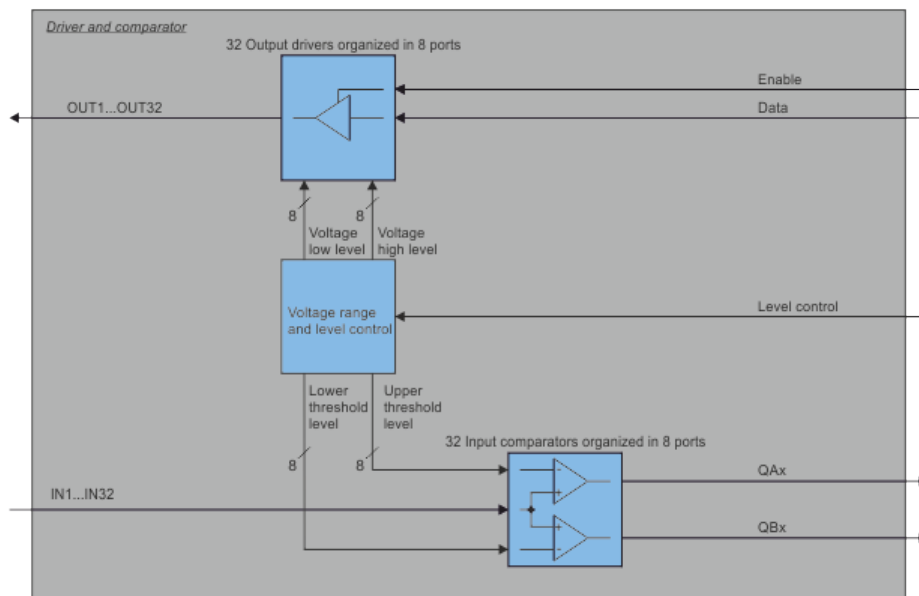 Driver and comparator
32 Output drivers organized in 8 ports
Enable
OUT1...OUT32
Data
8
8
Voltage
low level
Voltage
high level
Voltage range
and level control
Level control
Lower
threshold
level
Upper
threshold
level
32 Input comparators organized in 8 ports
8
8
QAx
IN1...IN32
QBx